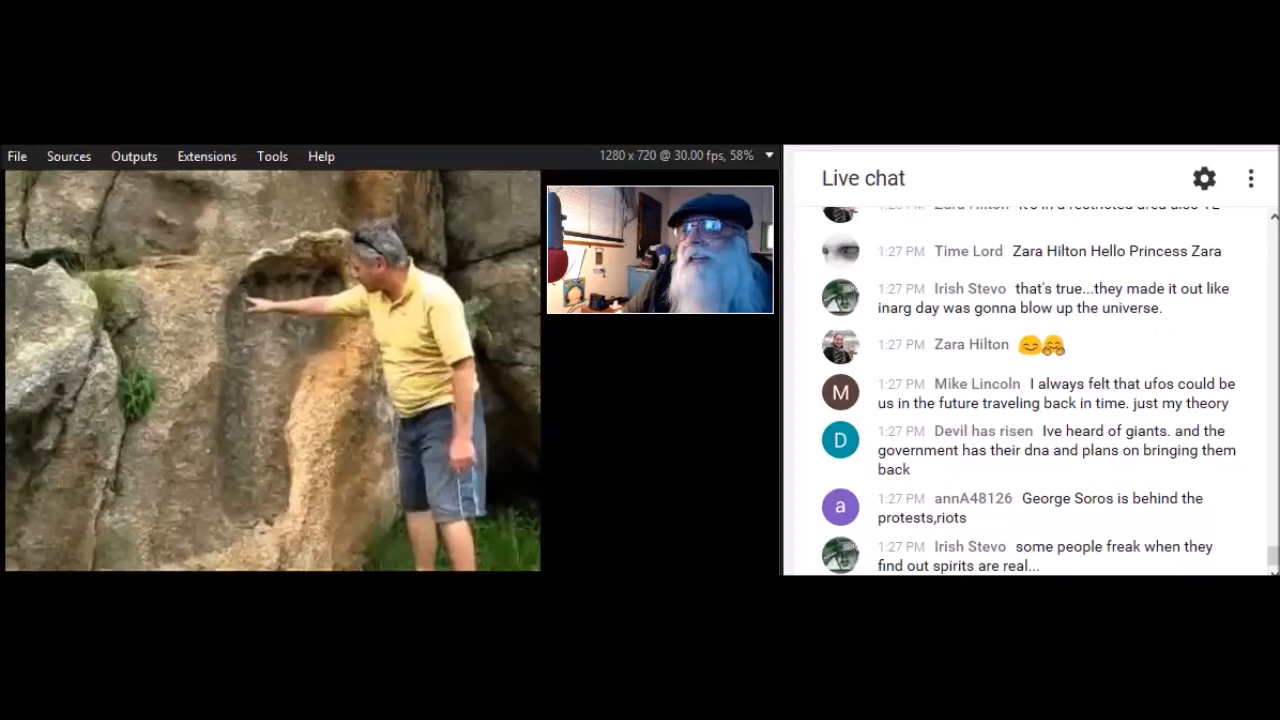 File Sources Outputs Extensions Tools Help
1280 x 720 @ 30.00 fps, 58%
Live chat
1:27 PM Time Lord Zara Hilton Hello Princess Zara
1:27 PM Irish Stevo that's true...they made it out like
inarg day was gonna blow up the universe.
1:27 PM Zara Hilton 😊🤗
M
1:27 PM Mike Lincoln I always felt that ufos could be
us in the future traveling back in time. just my theory
D
1:27 PM Devil has risen Ive heard of giants. and the
government has their dna and plans on bringing them
back
a
1:27 PM annA48126 George Soros is behind the
protests,riots
1:27 PM Irish Stevo some people freak when they
find out spirits are real...